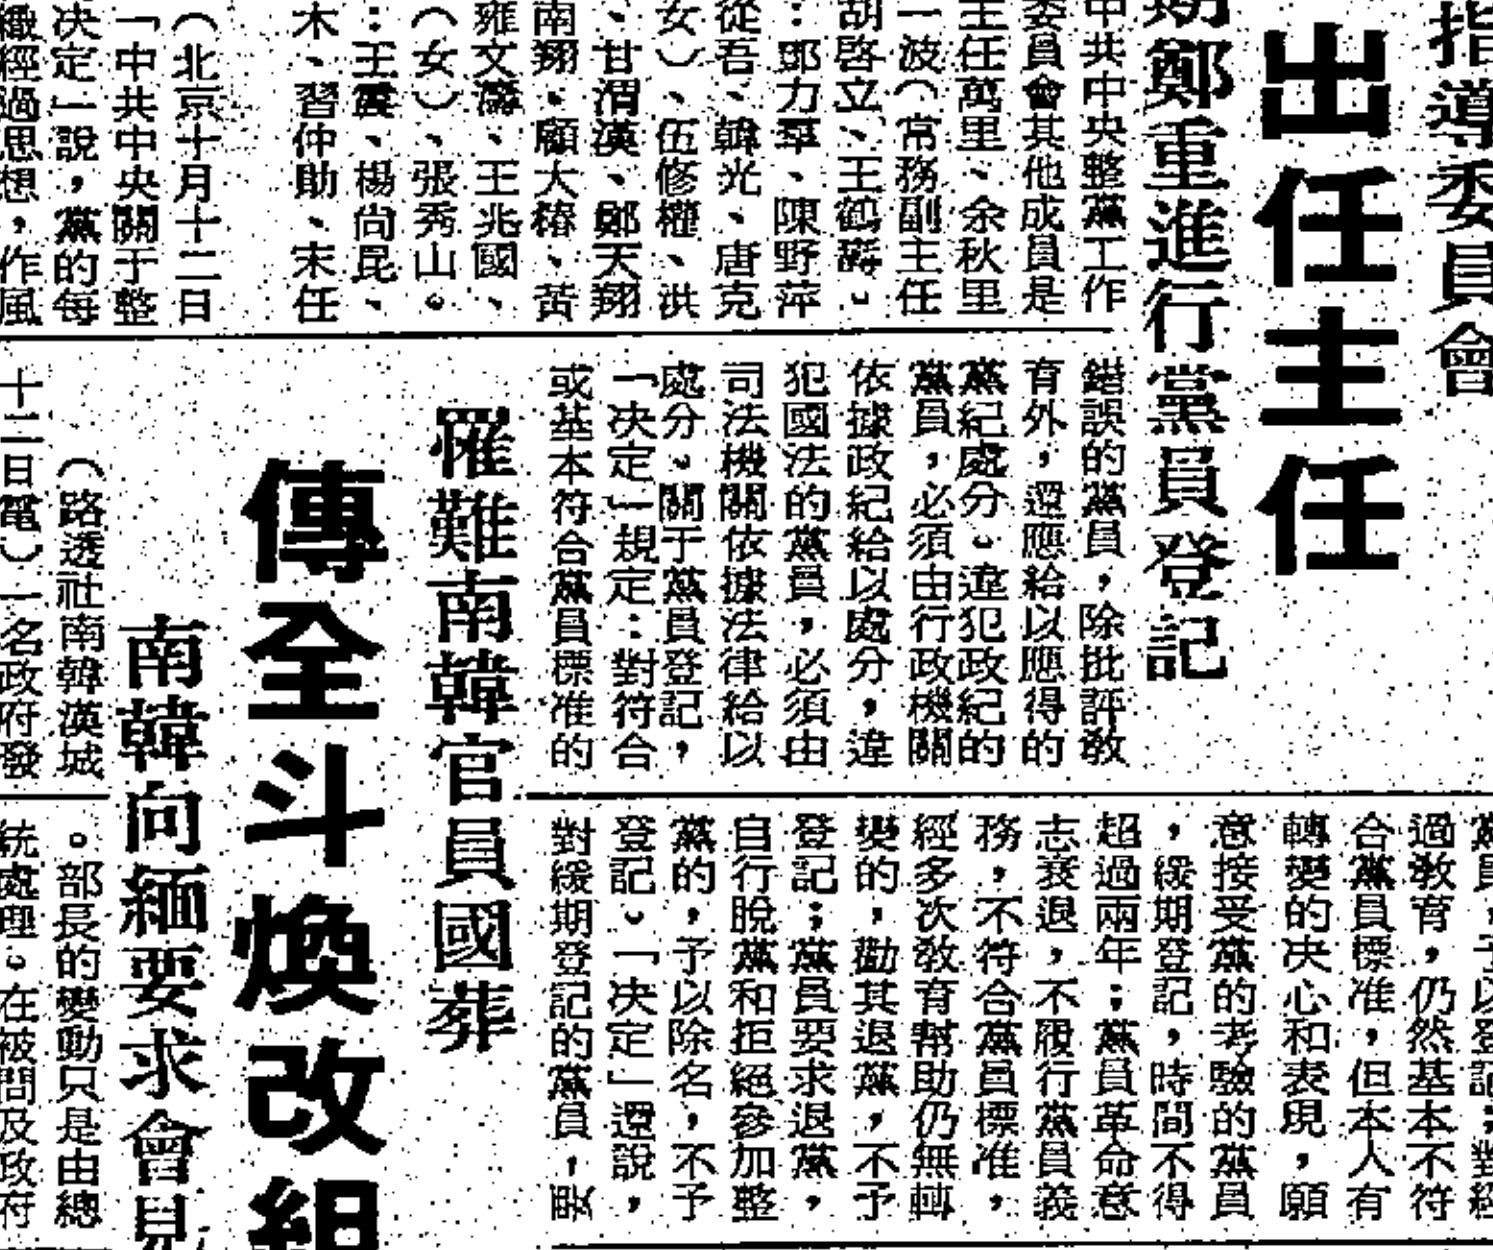 指導委員會
出任主任
鄭重進行黨員登記
中共中央整黨工作
委員會其他成員是
主任萬里、余秋里
一波（常務副主任
胡啓立、王鶴壽。
：鄧力羣、陳野萍
從吾、韓光、唐克
女）、伍修權、洪
、甘渭漢、鄭天翔
南翔、顧大椿、
雍文濤、王兆國、
（女）、張秀山。
：王震、楊尚昆、
木、習仲勛、宋任
（北京十月十二日
「中共中央關于整
决定」說，黨的每
織經過思想，作風
錯誤的黨員，除批評教
育外，還應給以應得的
黨紀處分。違犯政紀的
黨員，必須由行政機關
依據政紀給以處分，違
犯國法的黨員，必須由
司法機關依據法律給以
處分。關于黨員登記，
「决定」規定：對符合
或基本符合黨員標准的
黨員，予以登記；對經
過教育，仍然基本不符
合黨員標准，但本人有
轉變的决心和表現，願
意接受黨的考驗的黨員
，緩期登記，時間不得
超過兩年；黨員革命意
志衰退，不履行黨員義
務，不符合黨員標准，
經多次教育幫助仍無轉
變的，勸其退黨，不予
登記；黨員要求退黨，
自行脫黨和拒絕參加整
黨的，予以除名，不予
登記。「决定」還說，
對緩期登記的黨員，
罹難南韓官員國葬
傳全斗煥改組
南韓向緬要求會見
（路透社南韓漢城
十二日電）一名政府發
。部長的變動只是由總
統處理。在被問及政府